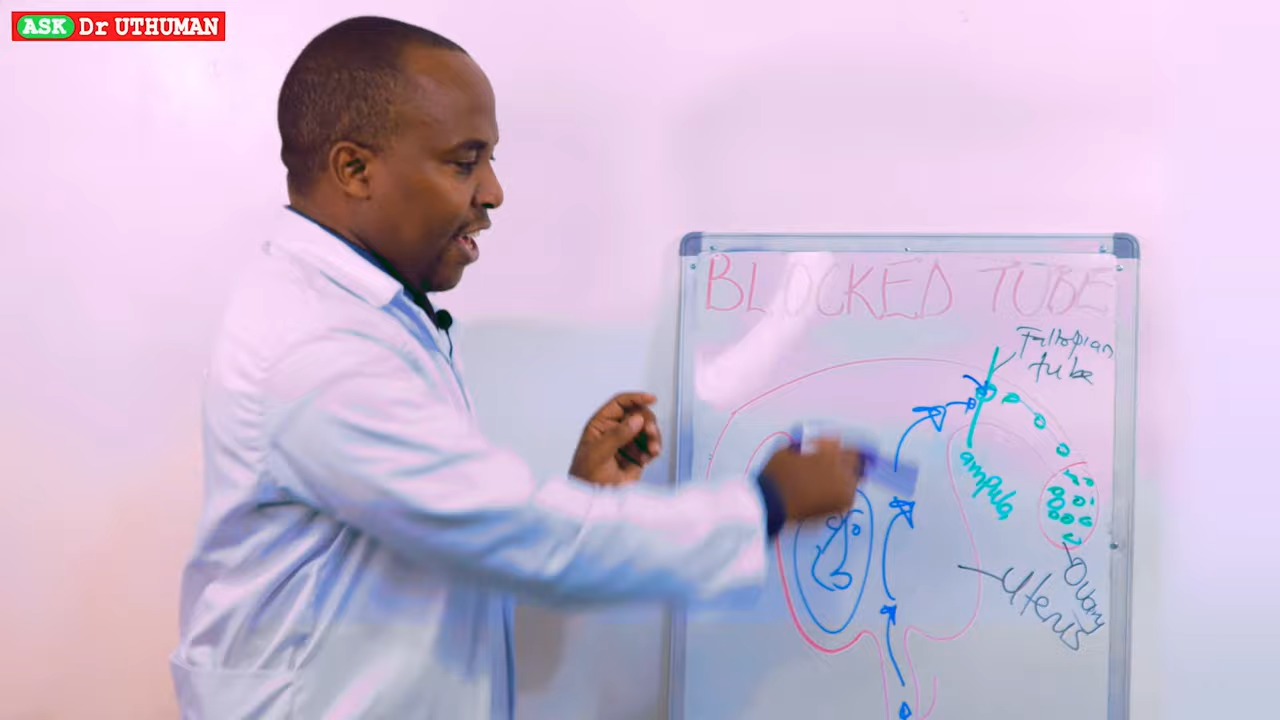 ASK Dr UTHUMAN
BLOCKED TUBE
Fallopian
tube
ampula
Ovary
Uterus